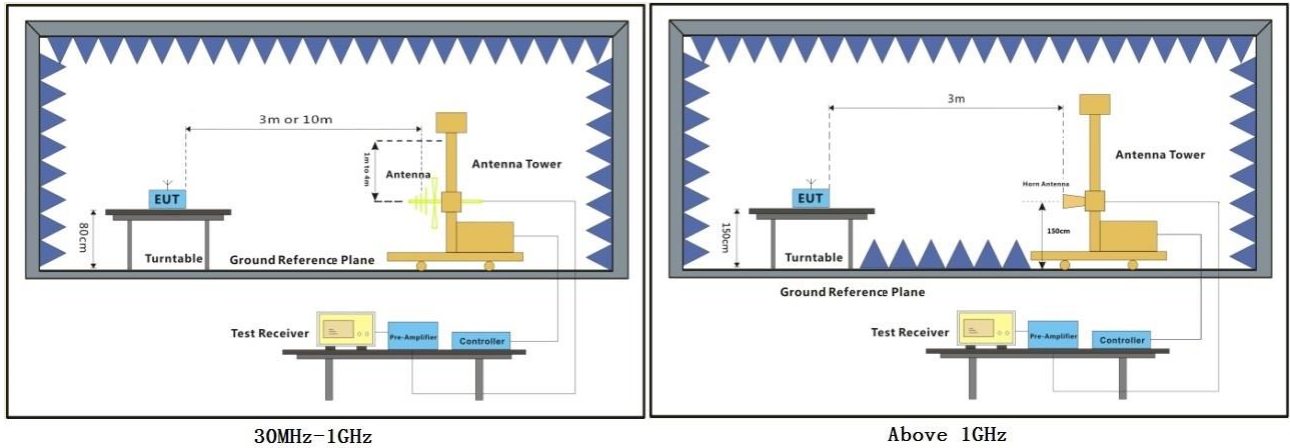 3m or 10m
1m to 4m
Antenna
Antenna Tower
EUT
80cm
Turntable
Ground Reference Plane
Test Receiver
Pre-Amplifier
Controller
30MHz-1GHz
3m
Antenna Tower
Horn Antenna
EUT
150cm
150cm
Turntable
Ground Reference Plane
Test Receiver
Pre-Amplifier
Controller
Above 1GHz